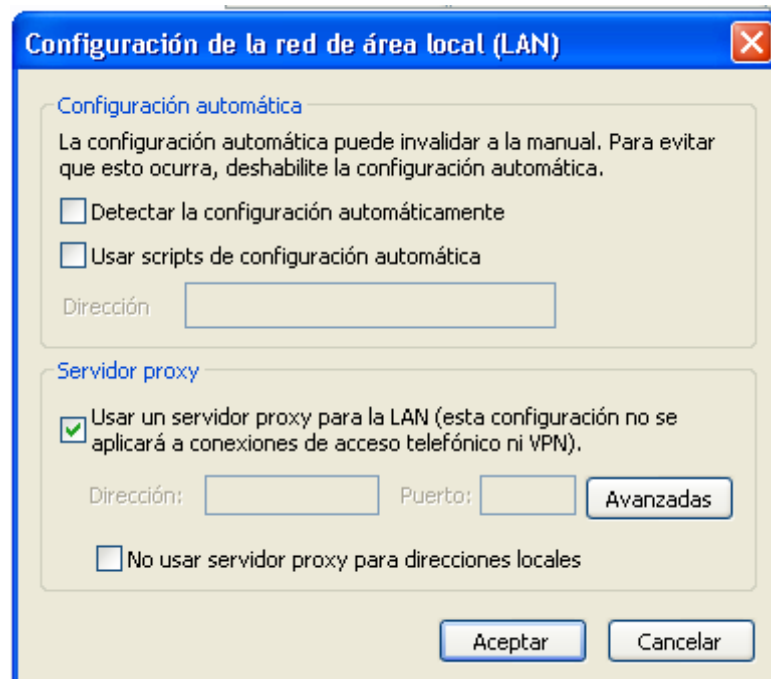 Configuración de la red de área local (LAN)
Configuración automática
La configuración automática puede invalidar a la manual. Para evitar
que esto ocurra, deshabilite la configuración automática.
Detectar la configuración automáticamente
Usar scripts de configuración automática
Dirección
Servidor proxy
Usar un servidor proxy para la LAN (esta configuración no se
aplicará a conexiones de acceso telefónico ni VPN).
Dirección: Puerto: Avanzadas
No usar servidor proxy para direcciones locales
Aceptar Cancelar